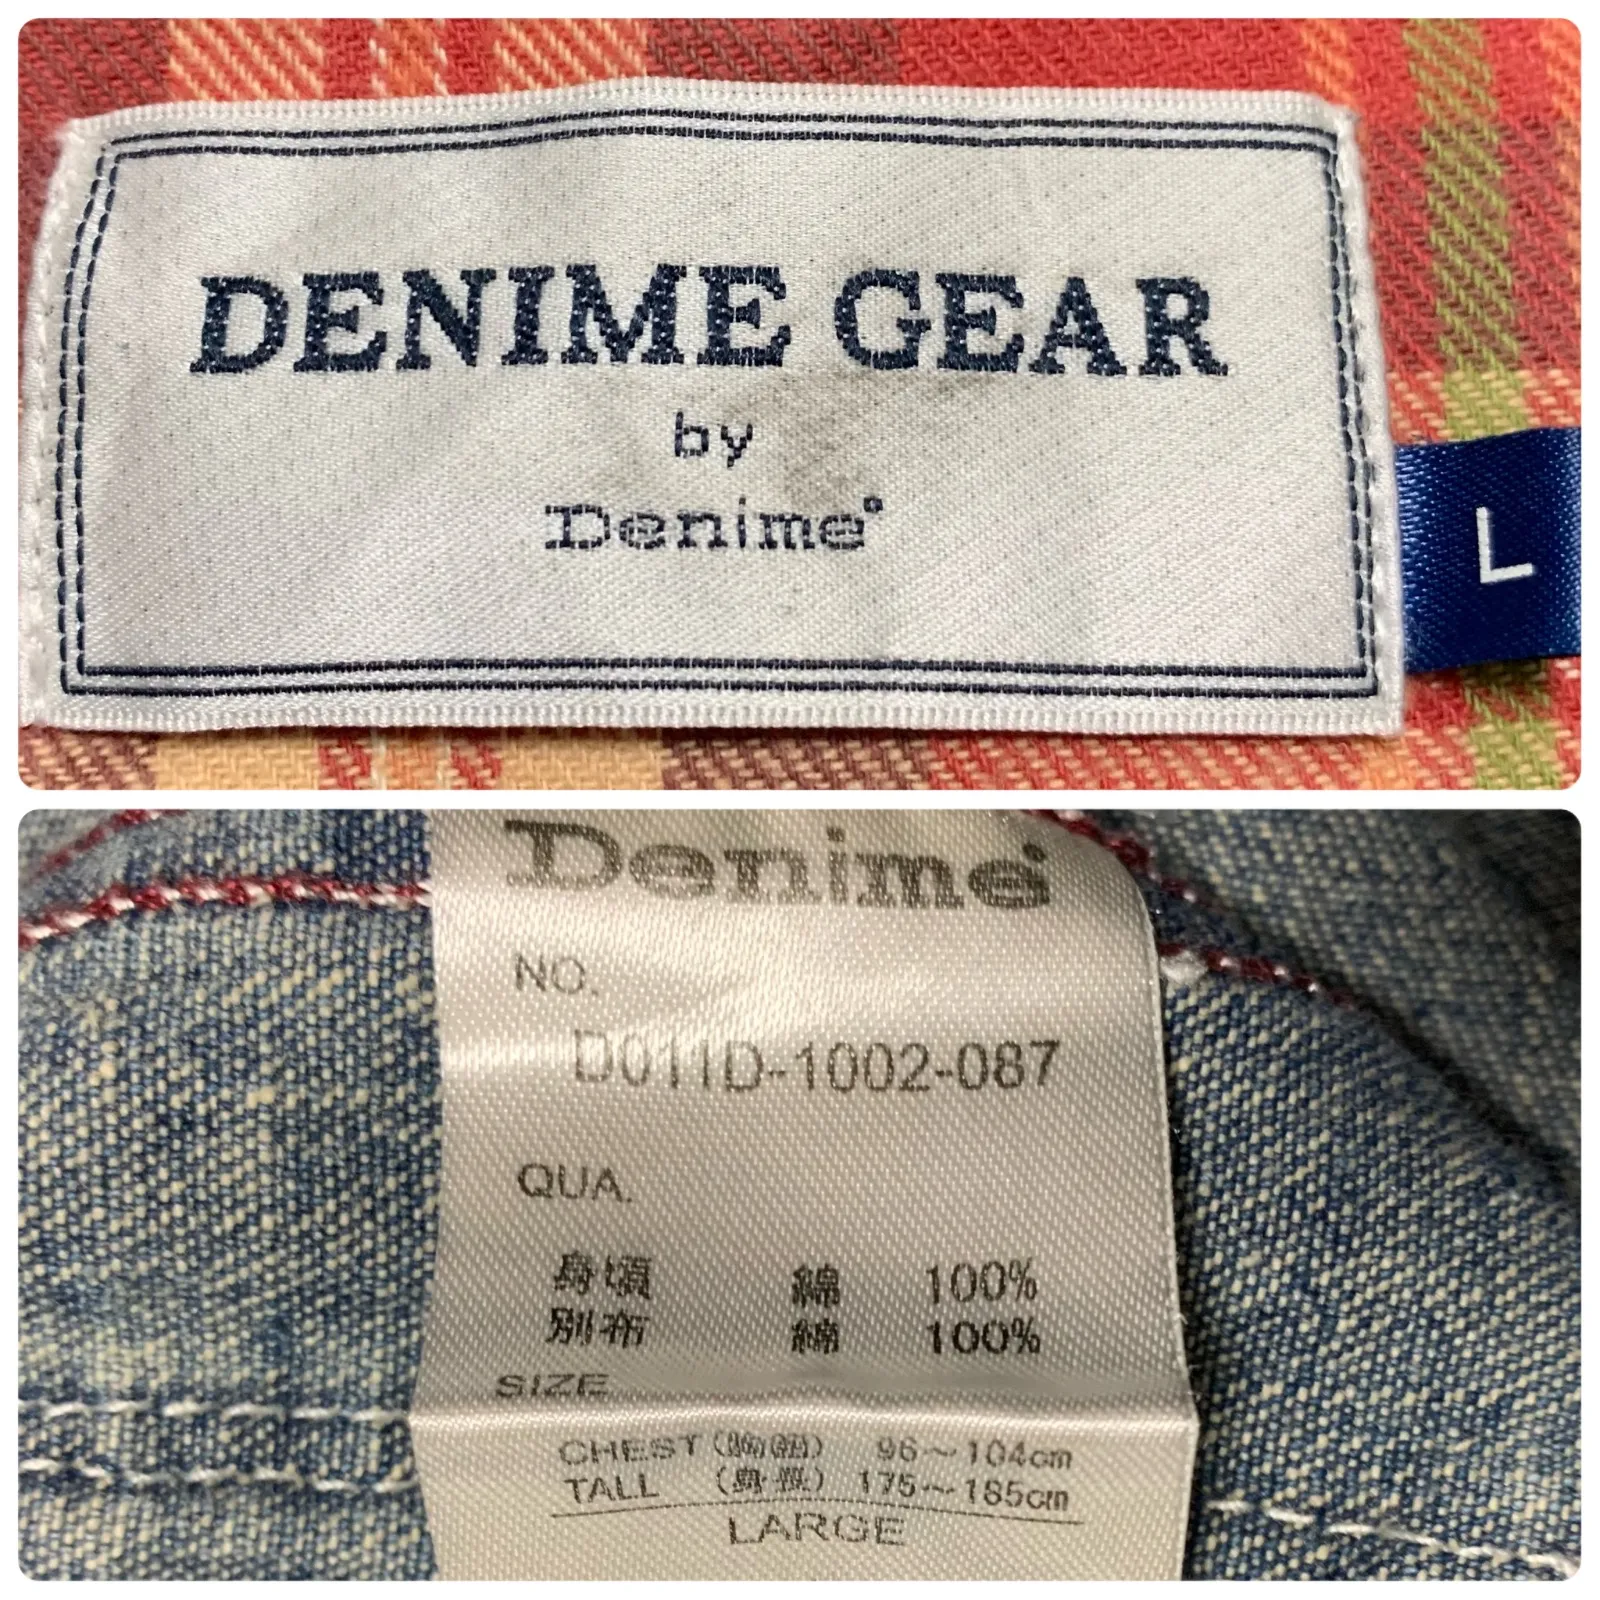 DENIME GEAR
by
Denime
L
Denime
NO.
D011D-1002-087
QUA.
身頃 綿 100%
別布 綿 100%
SIZE
CHEST(胸囲) 96~104cm
TALL (身長) 175~185cm
LARGE